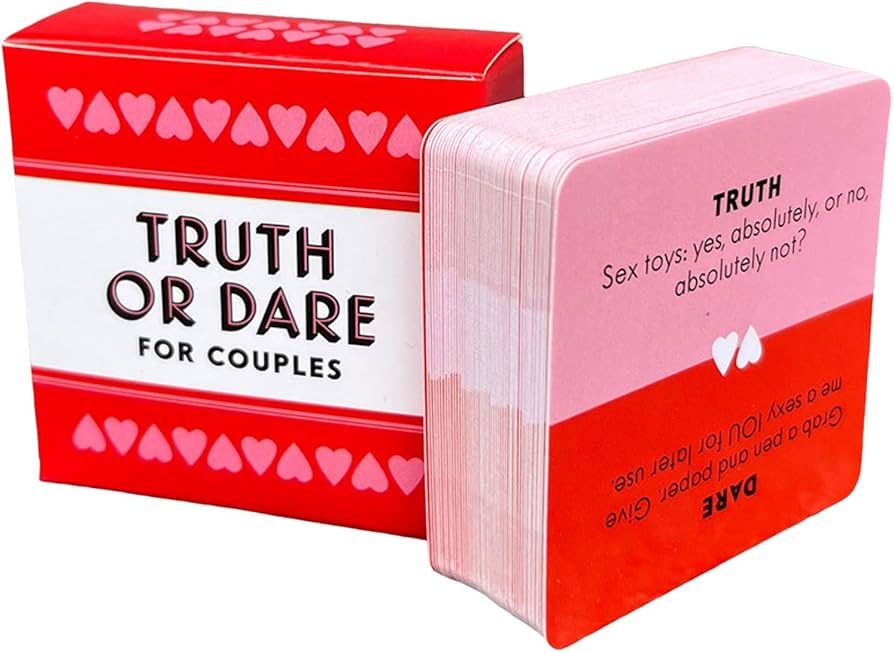 TRUTH
OR DARE
FOR COUPLES
TRUTH
Sex toys: yes, absolutely, or no,
absolutely not?
DARE
Grab a pen and paper. Give
me a sexy IOU for later use.